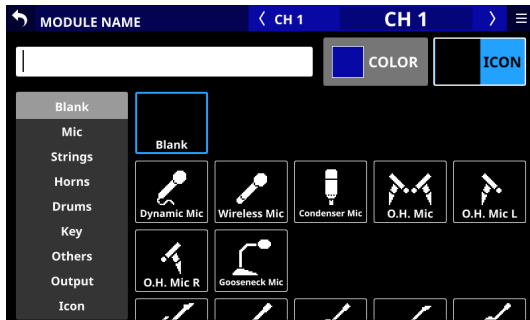 MODULE NAME
CH 1
CH 1
COLOR
ICON
Blank
Mic
Strings
Horns
Drums
Key
Others
Output
Icon
Blank
Dynamic Mic
Wireless Mic
Condenser Mic
O.H. Mic
O.H. Mic L
O.H. Mic R
Gooseneck Mic